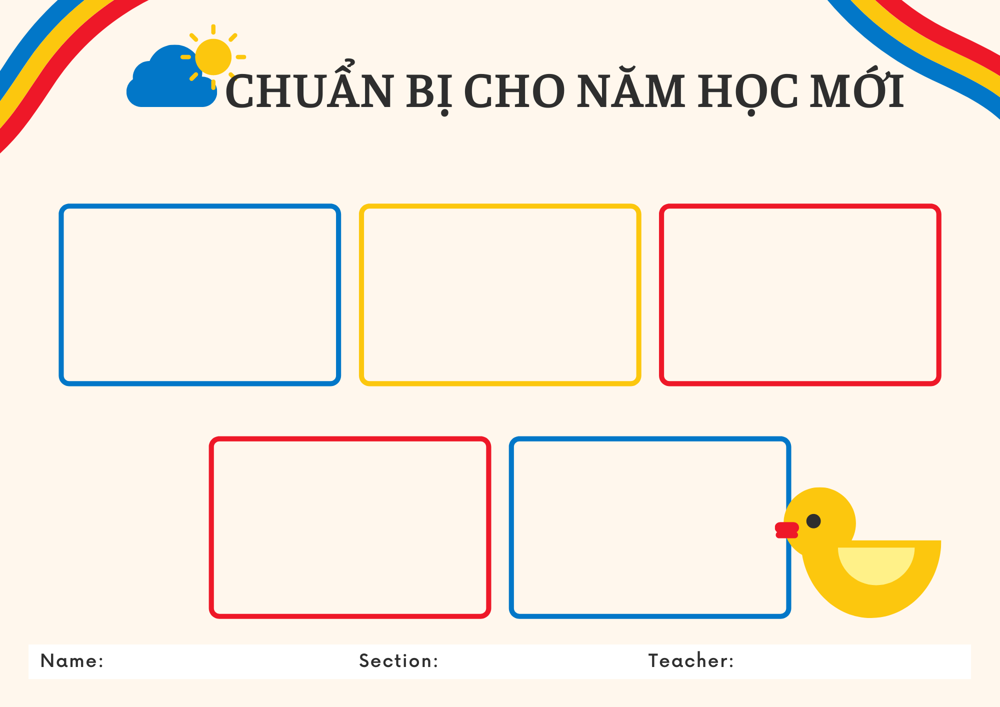 CHUẨN BỊ CHO NĂM HỌC MỚI
Name: Section: Teacher: